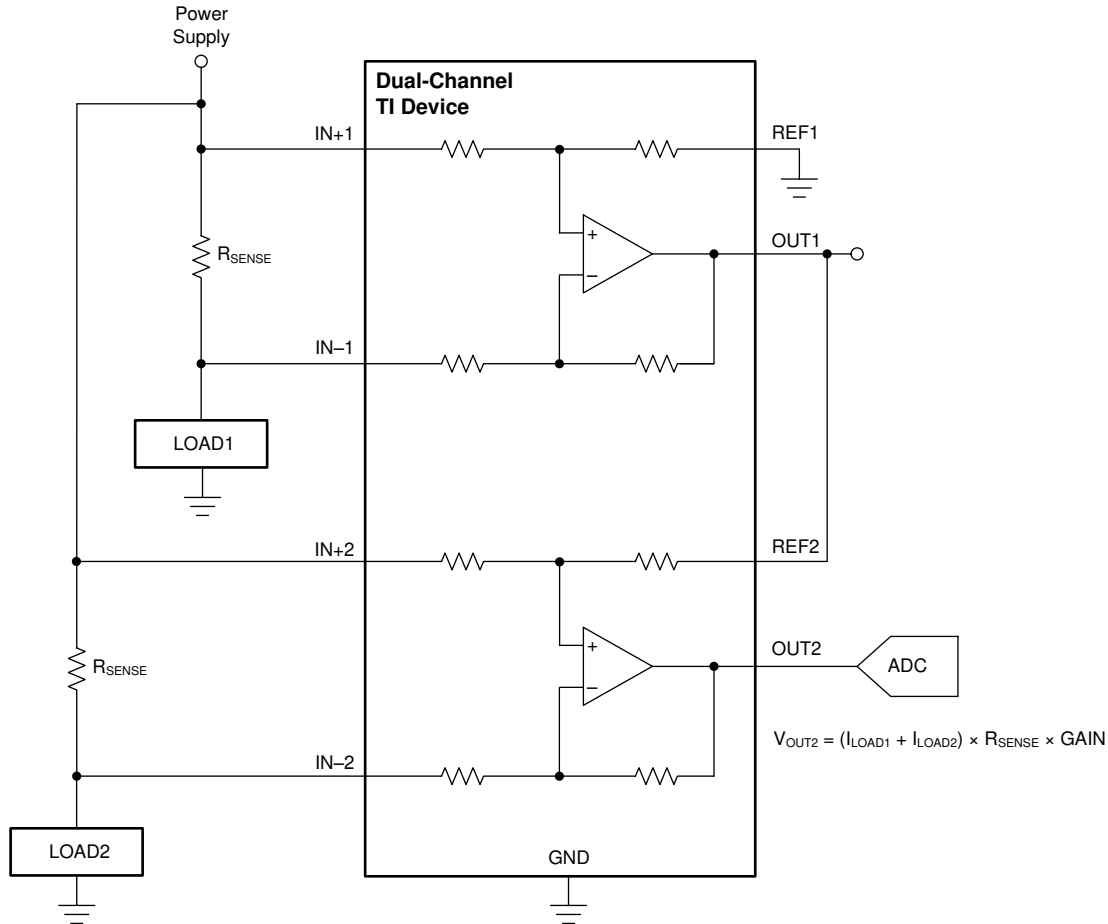 Power
Supply
Dual-Channel
TI Device
IN+1
REF1
RSENSE
+
OUT1
–
IN–1
LOAD1
IN+2
REF2
RSENSE
+
OUT2
ADC
–
VOUT2 = (ILOAD1 + ILOAD2) × RSENSE × GAIN
IN–2
LOAD2
GND